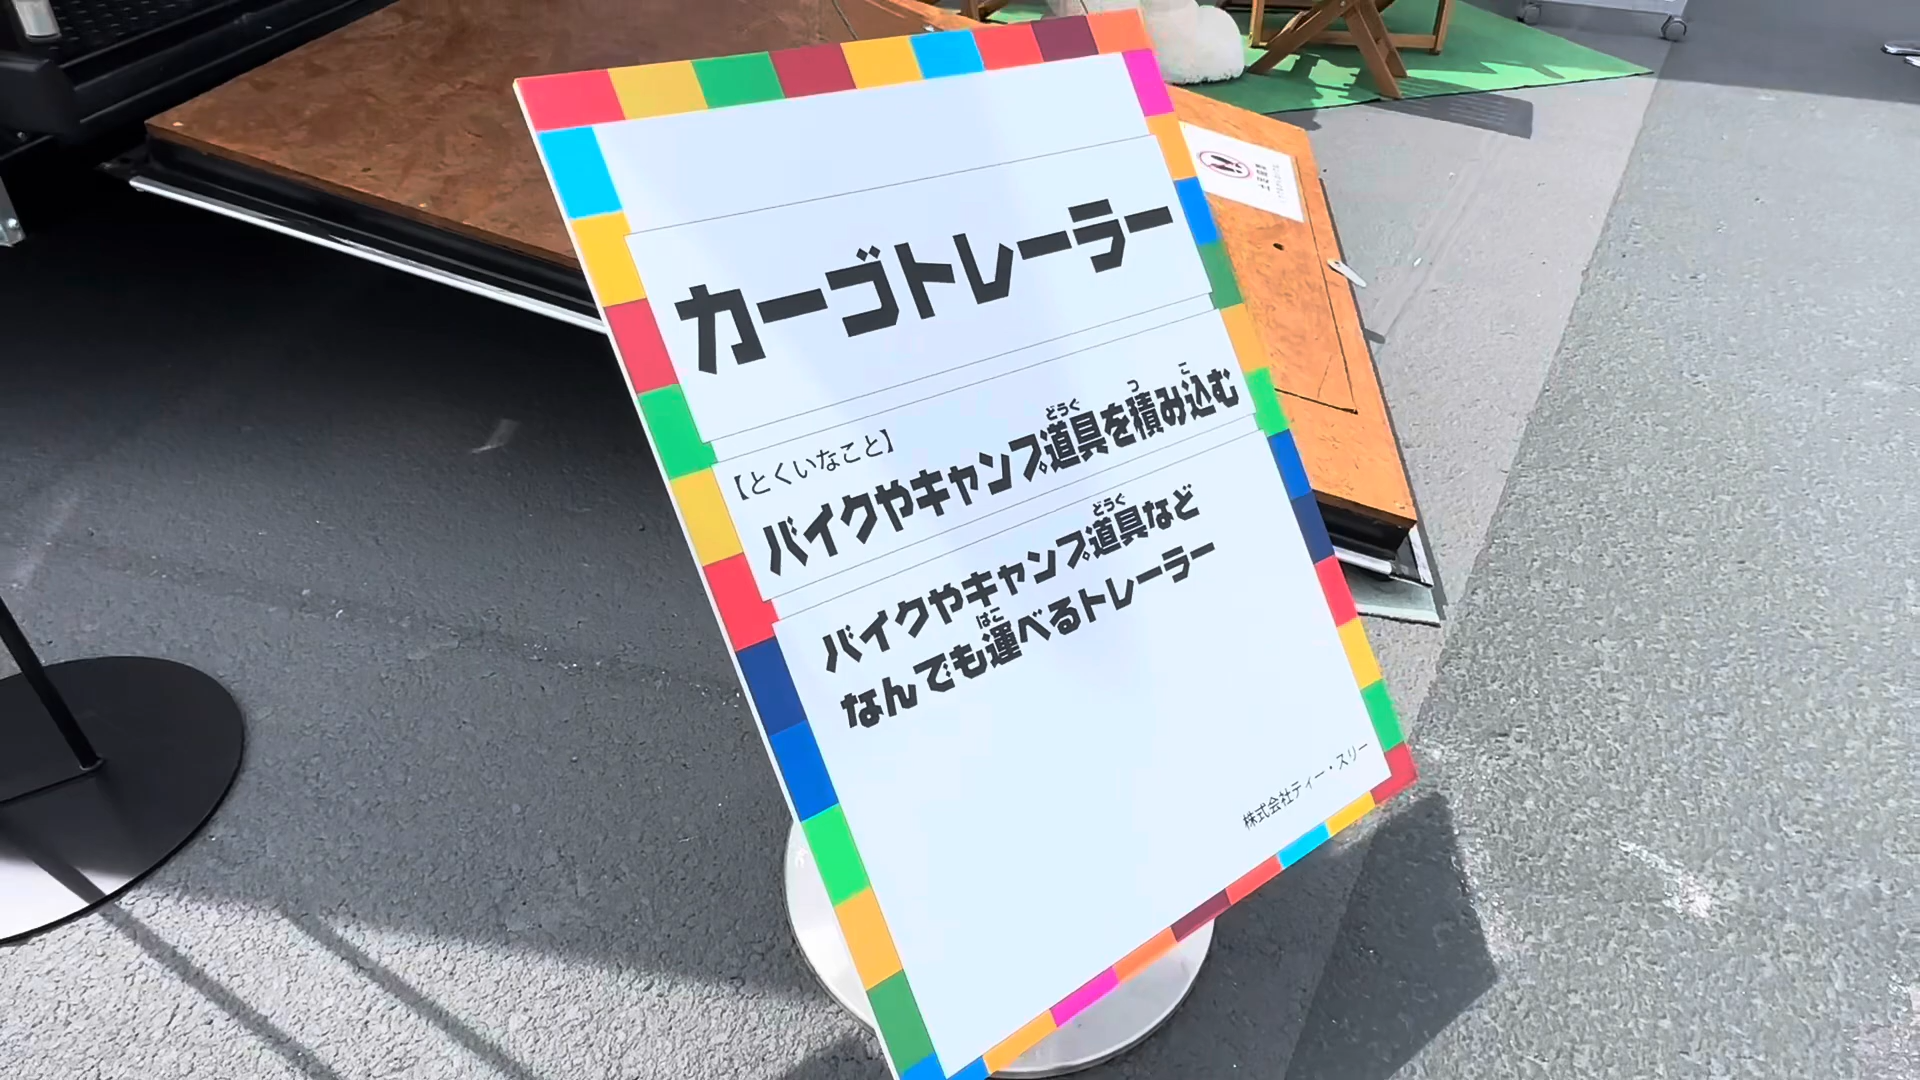 カーゴトレーラー
【とくいなこと】
どうぐ つ こ
バイクやキャンプ道具を積み込む
どうぐ
バイクやキャンプ道具など
はこ
なんでも運べるトレーラー
株式会社ティー・スリー